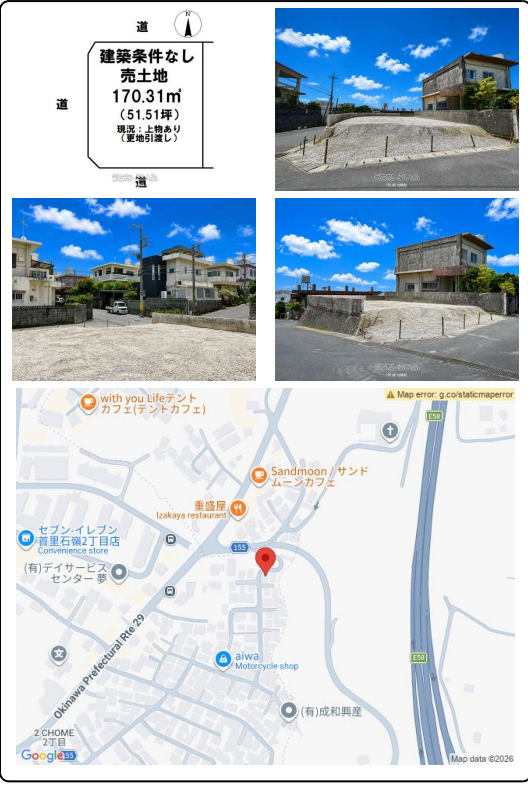 道
N
建築条件なし
売土地
170.31㎡
(51.51坪)
現況:上物あり
(更地引渡し)
道
道
with you Lifeテント
カフェ(テントカフェ)
Map error: g.co/staticmaperror
E58
Sandmoon / サンド
ムーンカフェ
重盛屋
Izakaya restaurant
セブン-イレブン
首里石嶺2丁目店
Convenience store
155
(有)デイサービス
センター 夢
Okinawa Prefectural Rte 29
aiwa
Motorcycle shop
E58
(有)成和興産
2 CHOME
2丁目
155
Google
Map data ©2026